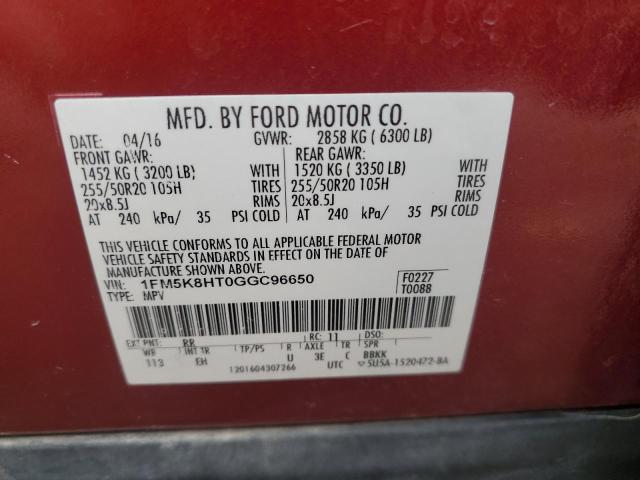 MFD. BY FORD MOTOR CO.
DATE: 04/16 GVWR: 2858 KG ( 6300 LB)
FRONT GAWR: REAR GAWR:
1452 KG ( 3200 LB) WITH 1520 KG ( 3350 LB) WITH
255/50R20 105H TIRES 255/50R20 105H TIRES
20x8.5J RIMS 20x8.5J RIMS
AT 240 kPa/ 35 PSI COLD AT 240 kPa/ 35 PSI COLD
THIS VEHICLE CONFORMS TO ALL APPLICABLE FEDERAL MOTOR
VEHICLE SAFETY STANDARDS IN EFFECT ON THE DATE OF
MANUFACTURE SHOWN ABOVE.
VIN: 1FM5K8HT0GGC96650 F0227
TYPE: MPV T0088
EXT PNT: RR RC: 11 DSO:
WB INT TR TP/PS R AXLE TR SPR
113 EH U 3E C BBKK
1201604307266 UTC 5U5A-1520472-BA